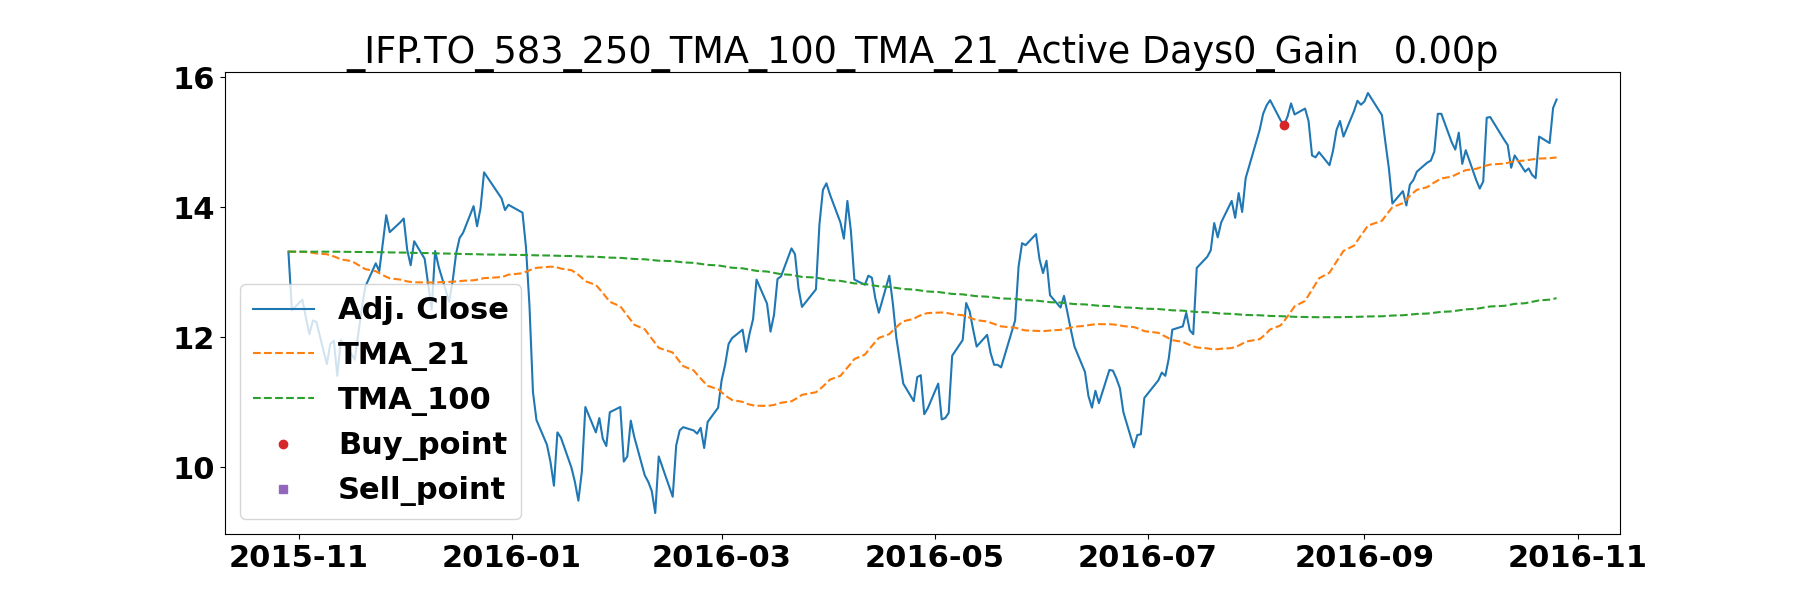 _IFP.TO_583_250_TMA_100_TMA_21_Active Days0_Gain   0.00p
16
14
12
10
Adj. Close
TMA_21
TMA_100
Buy_point
Sell_point
2015-11 2016-01 2016-03 2016-05 2016-07 2016-09 2016-11